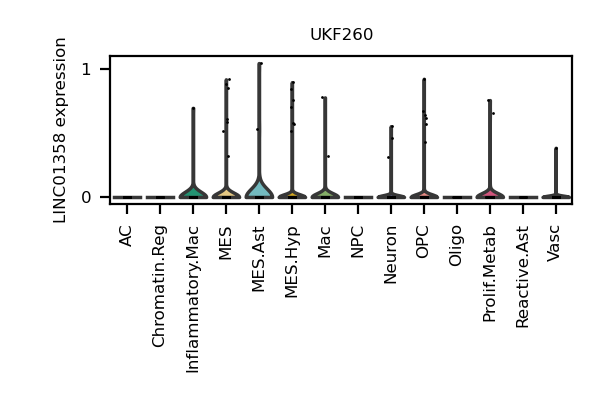 UKF260
LINC01358 expression
1
0
AC
Chromatin.Reg
Inflammatory.Mac
MES
MES.Ast
MES.Hyp
Mac
NPC
Neuron
OPC
Oligo
Prolif.Metab
Reactive.Ast
Vasc